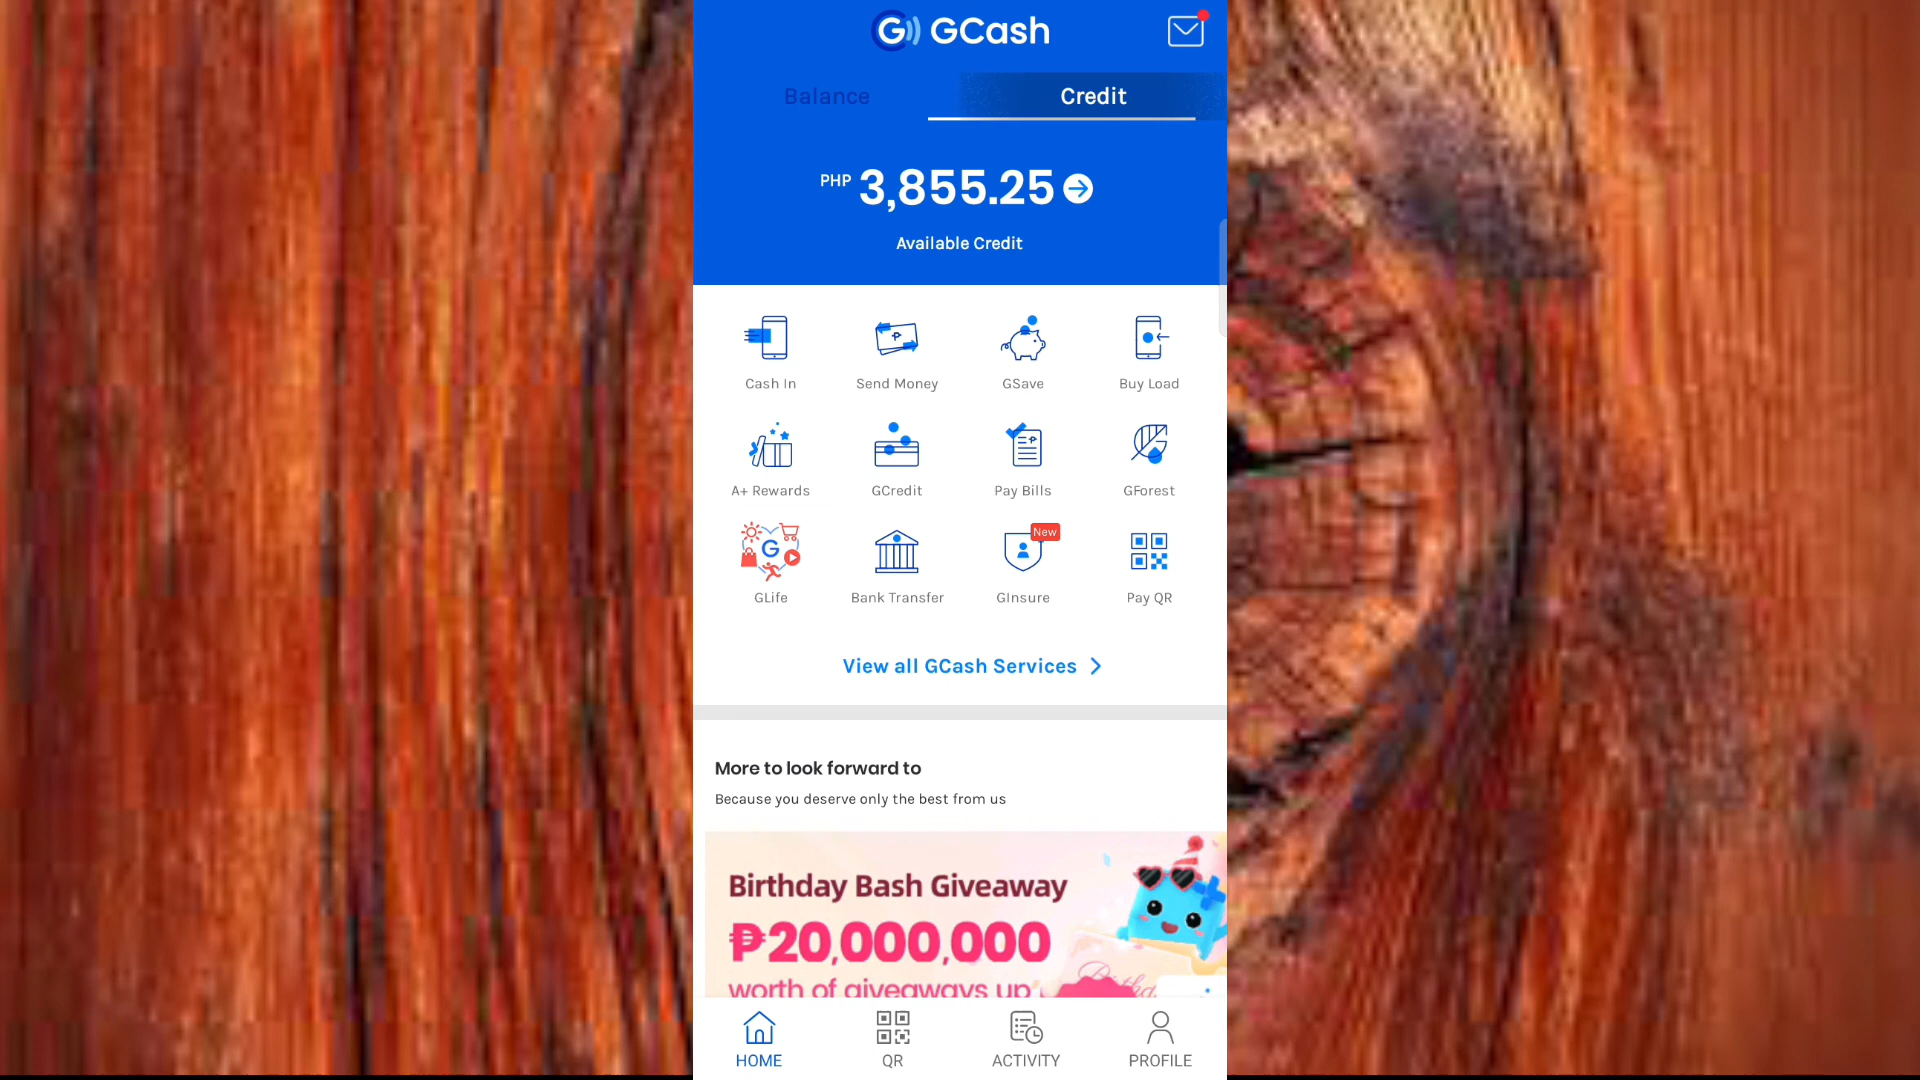 G)) GCash
Balance
Credit
PHP 3,855.25
Available Credit
Cash In
Send Money
GSave
Buy Load
A+ Rewards
GCredit
Pay Bills
GForest
G
New
GLife
Bank Transfer
GInsure
Pay QR
View all GCash Services
More to look forward to
Because you deserve only the best from us
Birthday Bash Giveaway
₱20,000,000
worth of giveaways up
HOME
QR
ACTIVITY
PROFILE